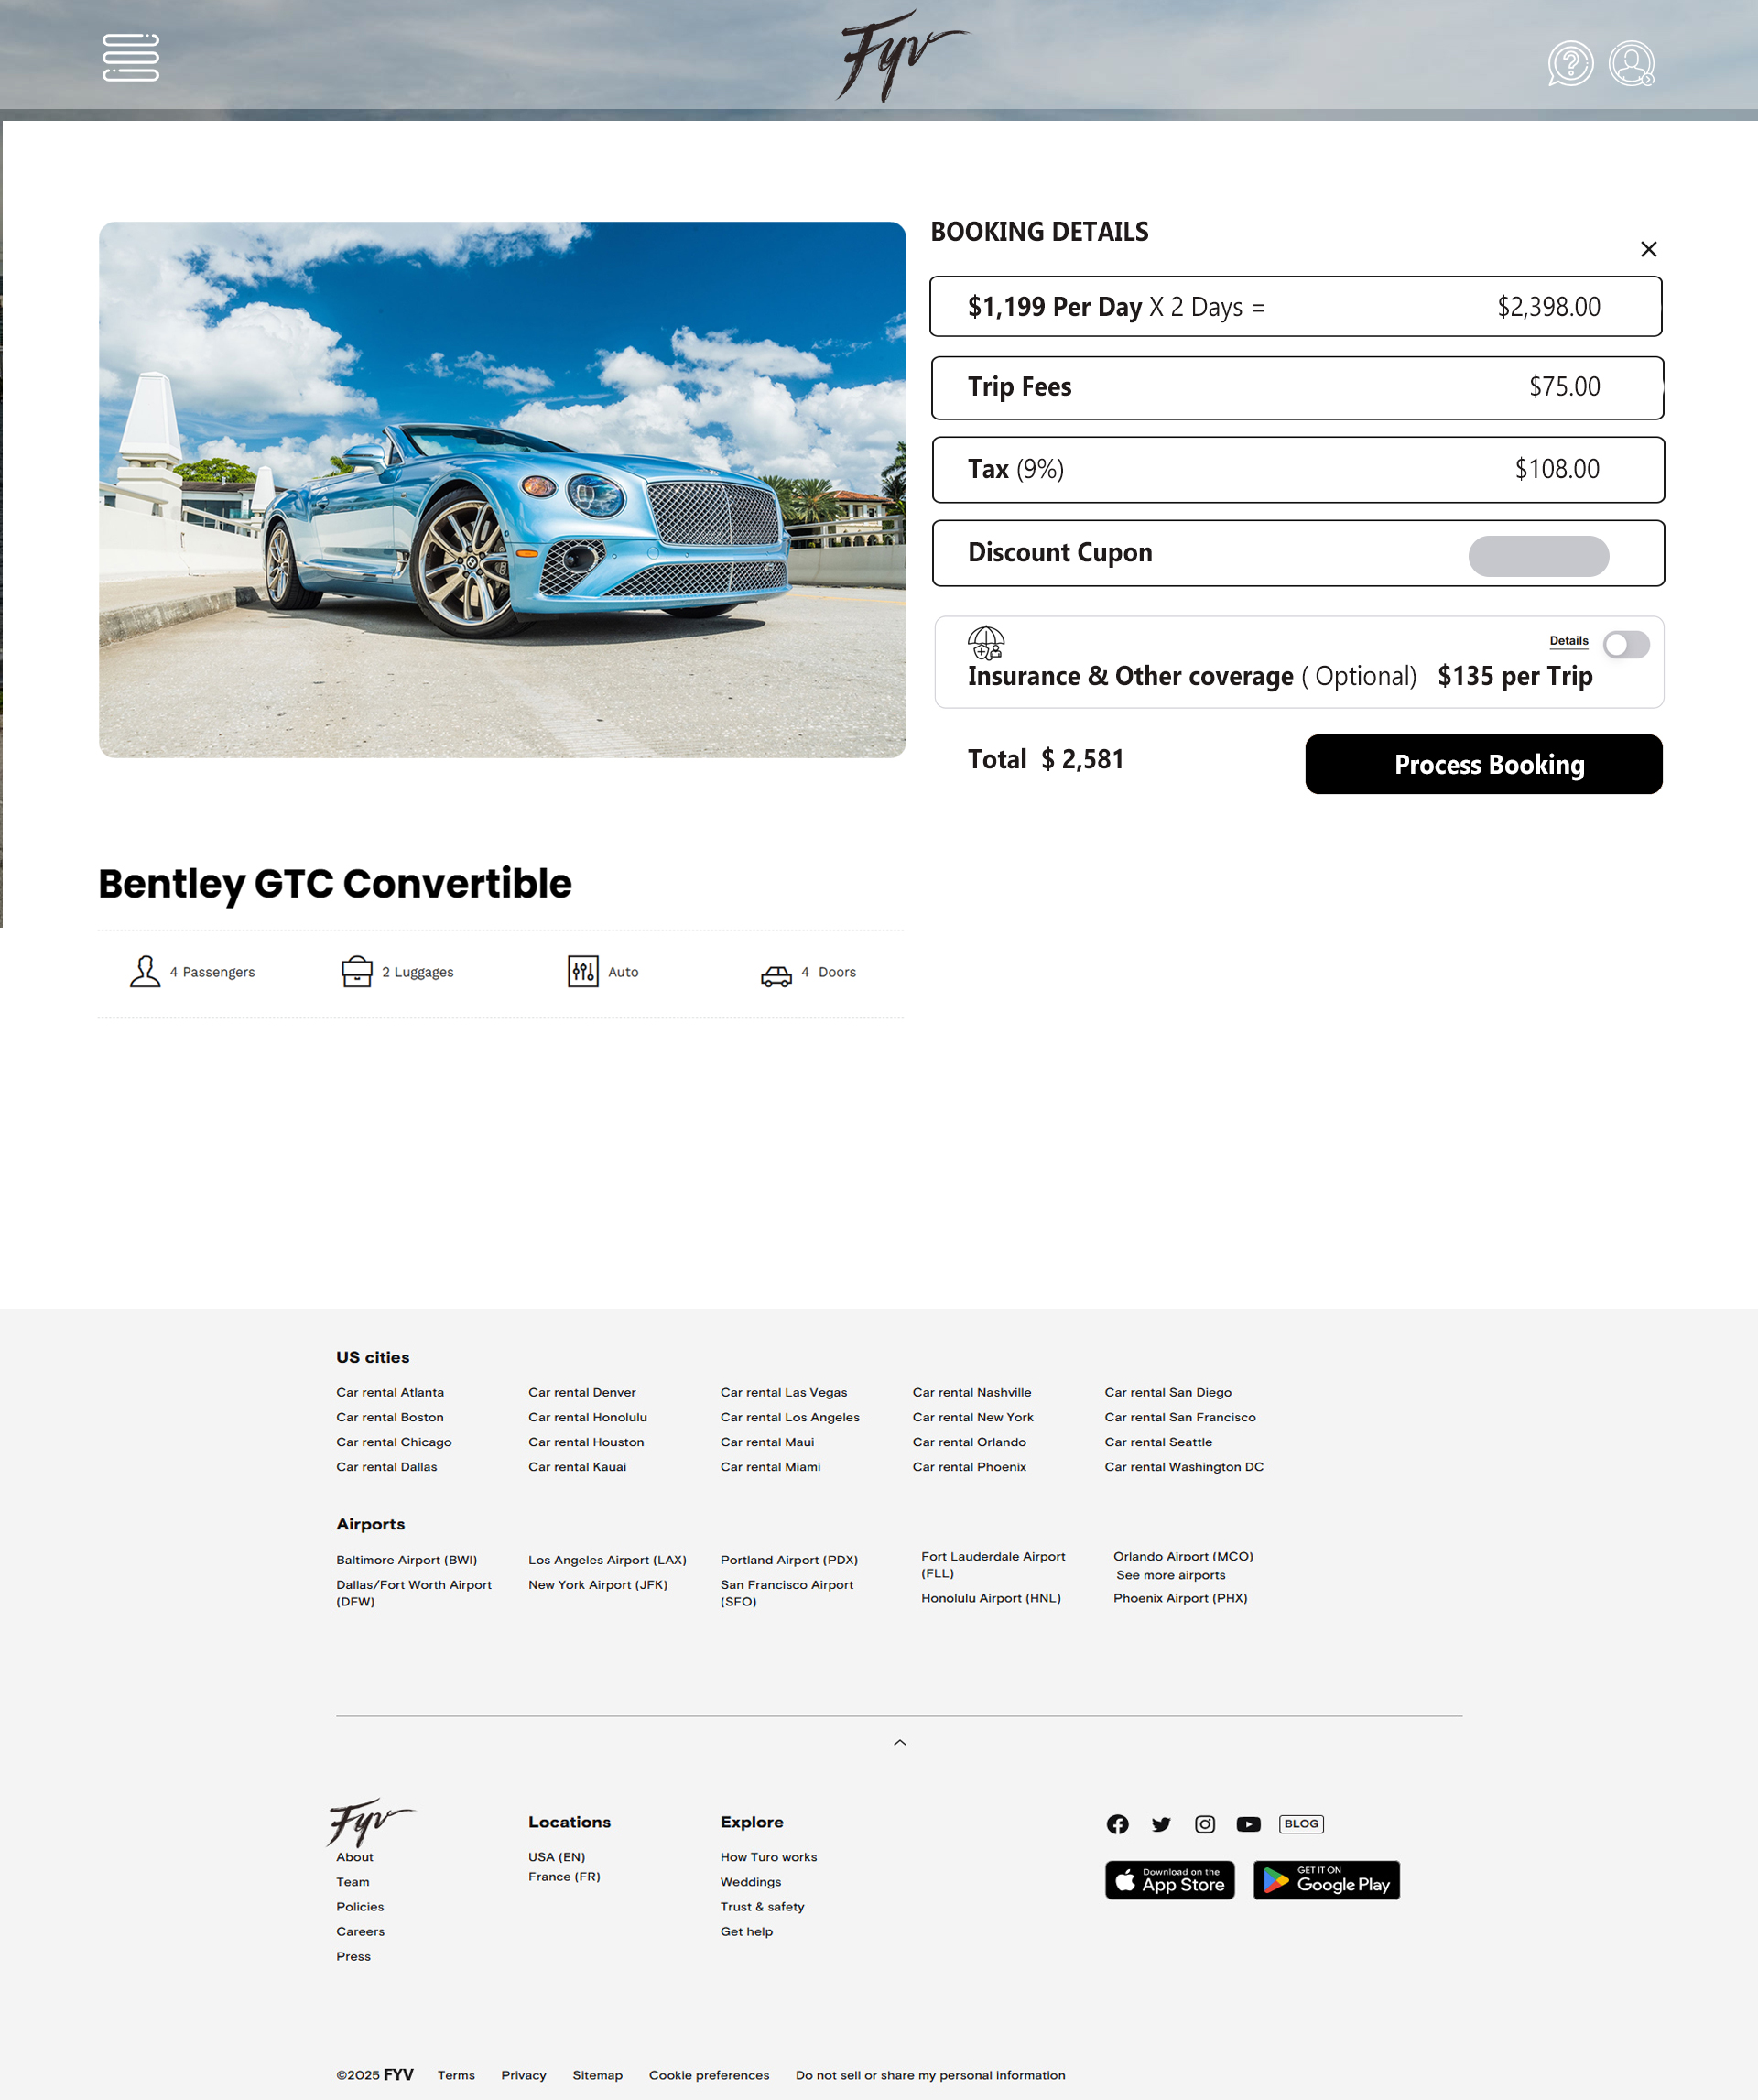 Fyv
BOOKING DETAILS
$1,199 Per Day X 2 Days = $2,398.00
Trip Fees $75.00
Tax (9%) $108.00
Discount Cupon
Details
Insurance & Other coverage ( Optional) $135 per Trip
Total $ 2,581
Process Booking
Bentley GTC Convertible
4 Passengers 2 Luggages Auto 4 Doors
US cities
Car rental Atlanta Car rental Denver Car rental Las Vegas Car rental Nashville Car rental San Diego
Car rental Boston Car rental Honolulu Car rental Los Angeles Car rental New York Car rental San Francisco
Car rental Chicago Car rental Houston Car rental Maui Car rental Orlando Car rental Seattle
Car rental Dallas Car rental Kauai Car rental Miami Car rental Phoenix Car rental Washington DC
Airports
Baltimore Airport (BWI)
Dallas/Fort Worth Airport
(DFW)
Los Angeles Airport (LAX)
New York Airport (JFK)
Portland Airport (PDX)
San Francisco Airport
(SFO)
Fort Lauderdale Airport
(FLL)
Honolulu Airport (HNL)
Orlando Airport (MCO)
See more airports
Phoenix Airport (PHX)
Fyv
About
Team
Policies
Careers
Press
Locations
USA (EN)
France (FR)
Explore
How Turo works
Weddings
Trust & safety
Get help
BLOG
Download on the
App Store
GET IT ON
Google Play
©2025 FYV Terms Privacy Sitemap Cookie preferences Do not sell or share my personal information